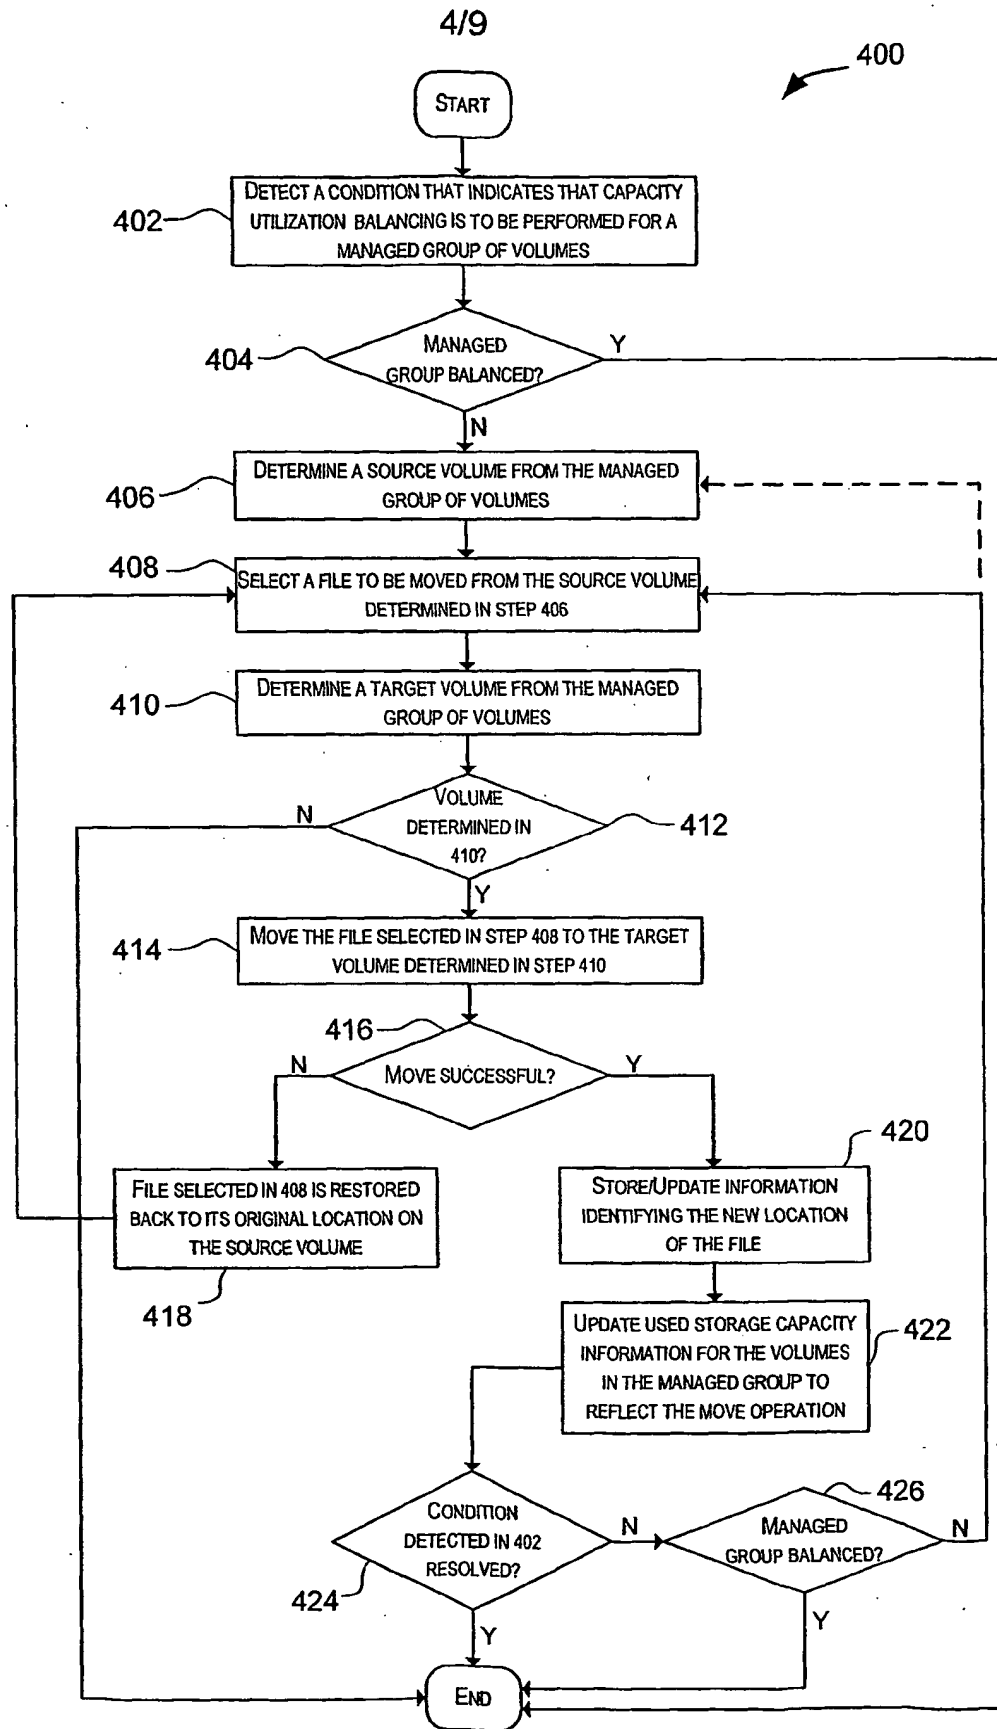 4/9
400
START
402
DETECT A CONDITION THAT INDICATES THAT CAPACITY
UTILIZATION BALANCING IS TO BE PERFORMED FOR A
MANAGED GROUP OF VOLUMES
404
MANAGED
GROUP BALANCED?
Y
N
406
DETERMINE A SOURCE VOLUME FROM THE MANAGED
GROUP OF VOLUMES
408
SELECT A FILE TO BE MOVED FROM THE SOURCE VOLUME
DETERMINED IN STEP 406
410
DETERMINE A TARGET VOLUME FROM THE MANAGED
GROUP OF VOLUMES
N
VOLUME
DETERMINED IN
410?
412
Y
414
MOVE THE FILE SELECTED IN STEP 408 TO THE TARGET
VOLUME DETERMINED IN STEP 410
416
N
MOVE SUCCESSFUL?
Y
420
FILE SELECTED IN 408 IS RESTORED
BACK TO ITS ORIGINAL LOCATION ON
THE SOURCE VOLUME
418
STORE/UPDATE INFORMATION
IDENTIFYING THE NEW LOCATION
OF THE FILE
UPDATE USED STORAGE CAPACITY
INFORMATION FOR THE VOLUMES
IN THE MANAGED GROUP TO
REFLECT THE MOVE OPERATION
422
CONDITION
DETECTED IN 402
RESOLVED?
424
N
426
MANAGED
GROUP BALANCED?
N
Y
Y
END